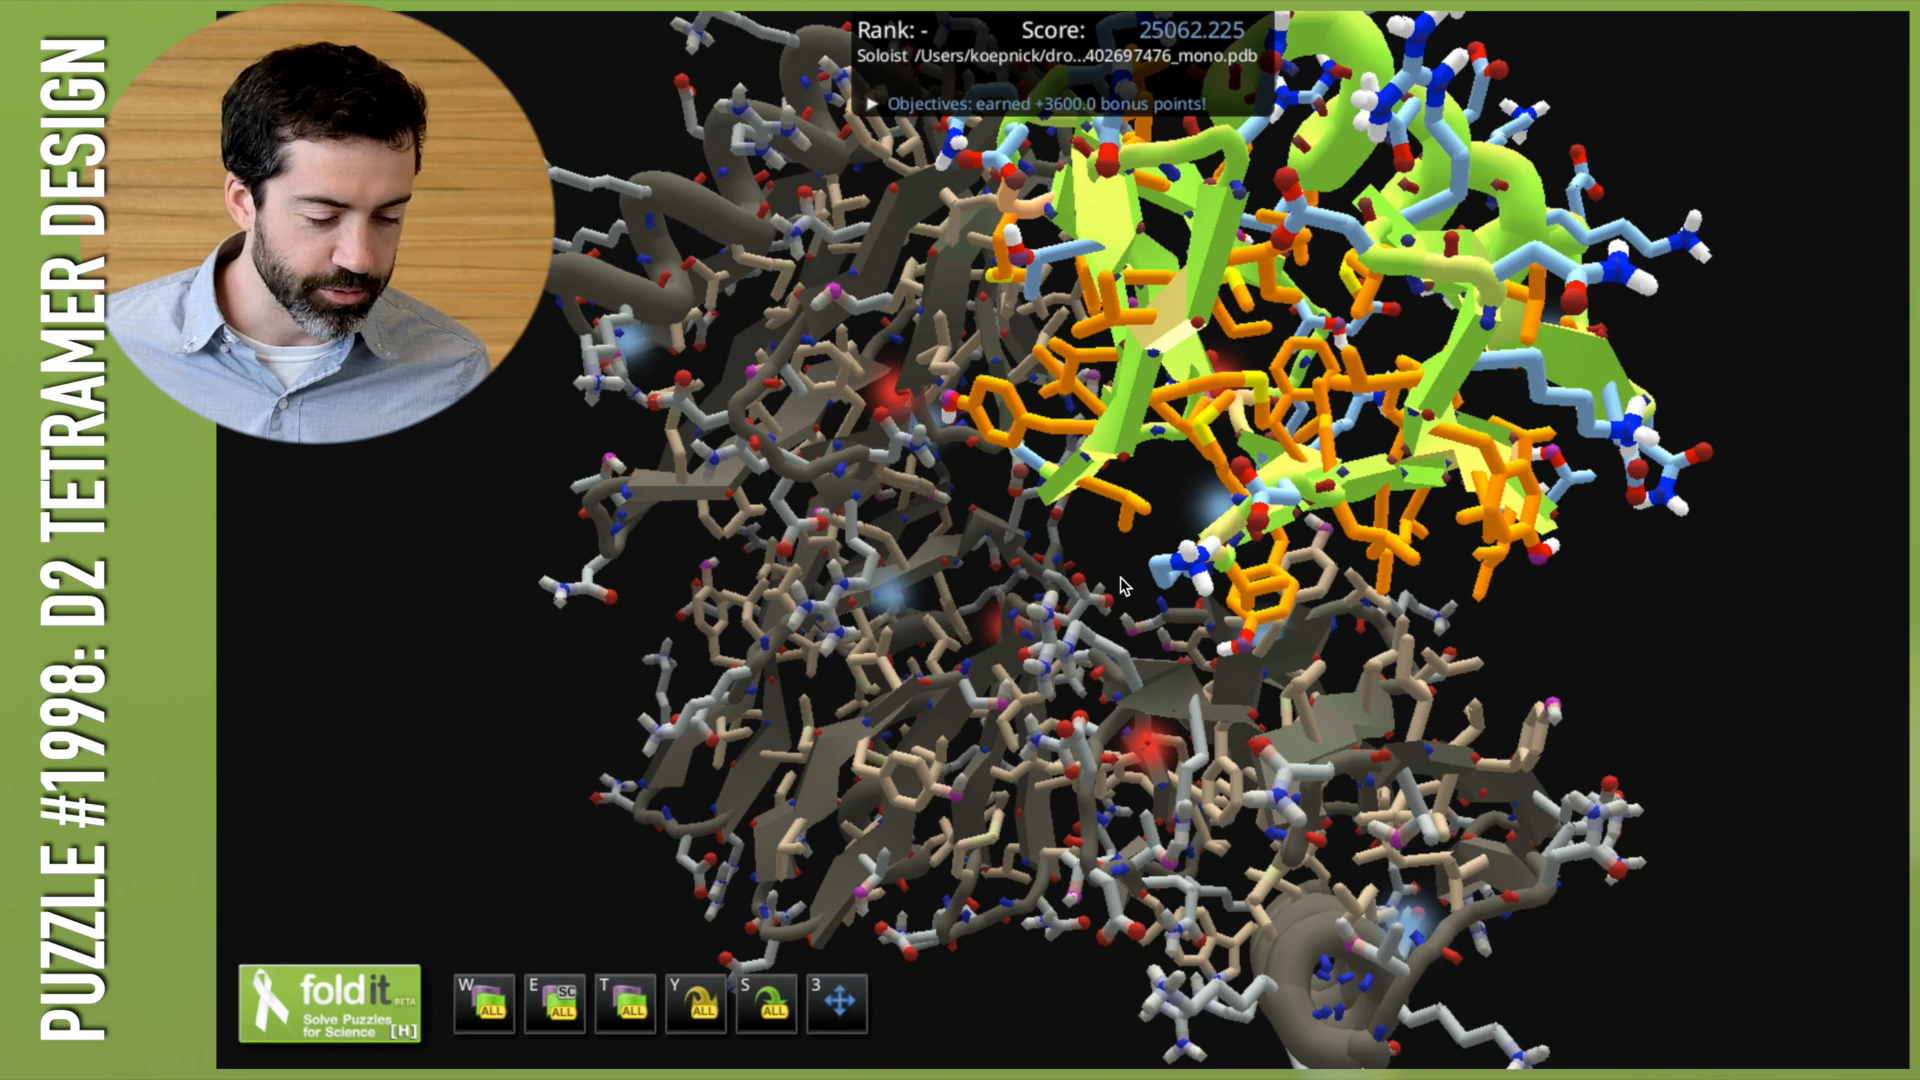 PUZZLE #1998: D2 TETRAMER DESIGN
Rank: - Score: 25062.225
Soloist /Users/koepnick/dro...402697476_mono.pdb
Objectives: earned +3600.0 bonus points!
foldit BETA
Solve Puzzles
for Science [H]
W ALL
E SC ALL
T ALL
Y ALL
S ALL
3